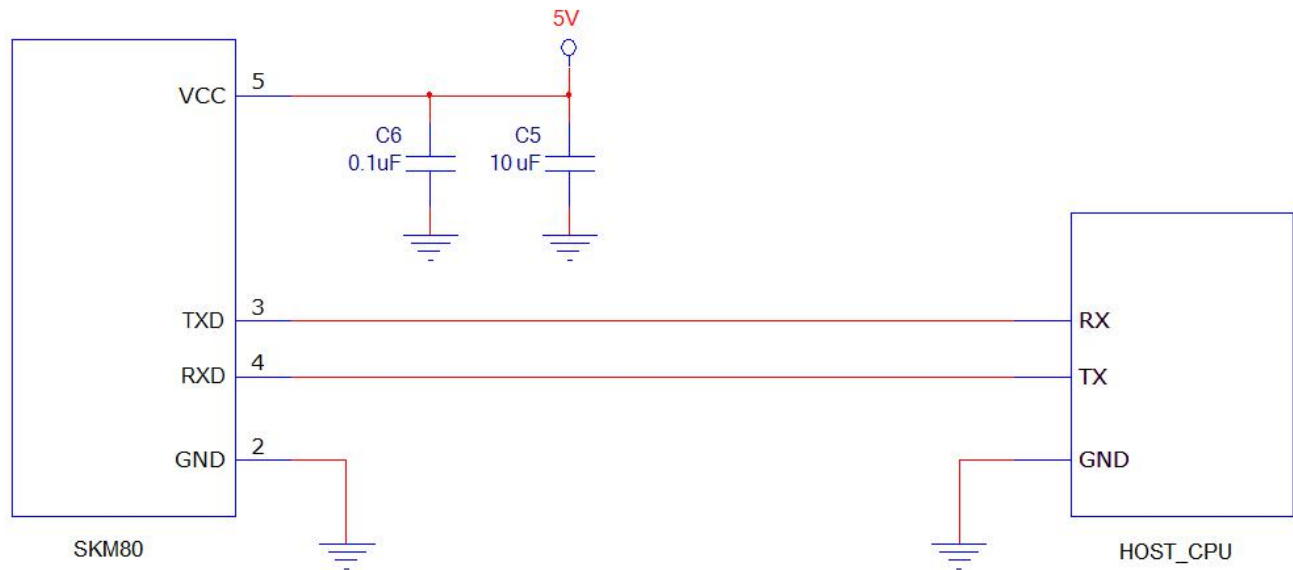 5V
VCC 5
C6
0.1uF
C5
10 uF
TXD 3
RX
RXD 4
TX
GND 2
GND
SKM80
HOST_CPU